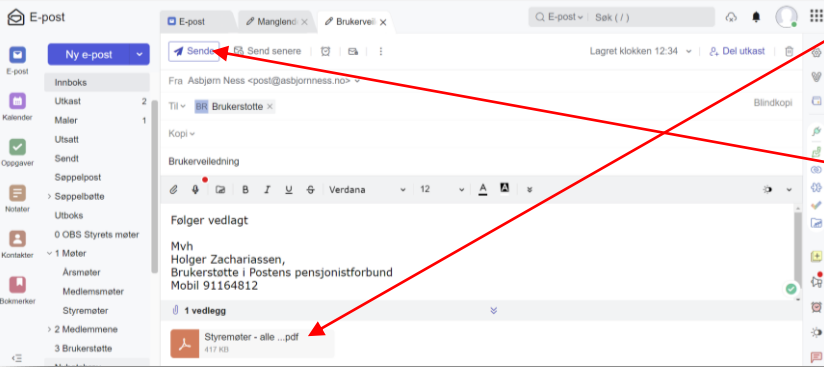 E-post
E-post
Manglend
Brukervei
E-post
Søk ( / )
E-post
Kalender
Oppgaver
Notater
Kontakter
Bokmerker
Ny e-post
Innboks
Utkast 2
Maler 1
Utsatt
Sendt
Søppelpost
Søppelbøtte
Utboks
0 OBS Styrets møter
1 Møter
Årsmøter
Medlemsmøter
Styremøter
2 Medlemmene
3 Brukerstøtte
Sende
Send senere
Lagret klokken 12:34
Del utkast
Fra Asbjørn Ness <post@asbjornness.no>
Til BR Brukerstotte ×
Blindkopi
Kopi
Brukerveiledning
B I U S Verdana 12 A A
Følger vedlagt
Mvh
Holger Zachariassen,
Brukerstøtte i Postens pensjonistforbund
Mobil 91164812
1 vedlegg
Styremøter - alle ...pdf
417 KB